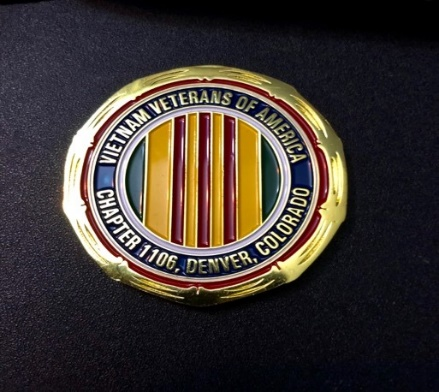 VIETNAM VETERANS OF AMERICA
CHAPTER 1106, DENVER, COLORADO